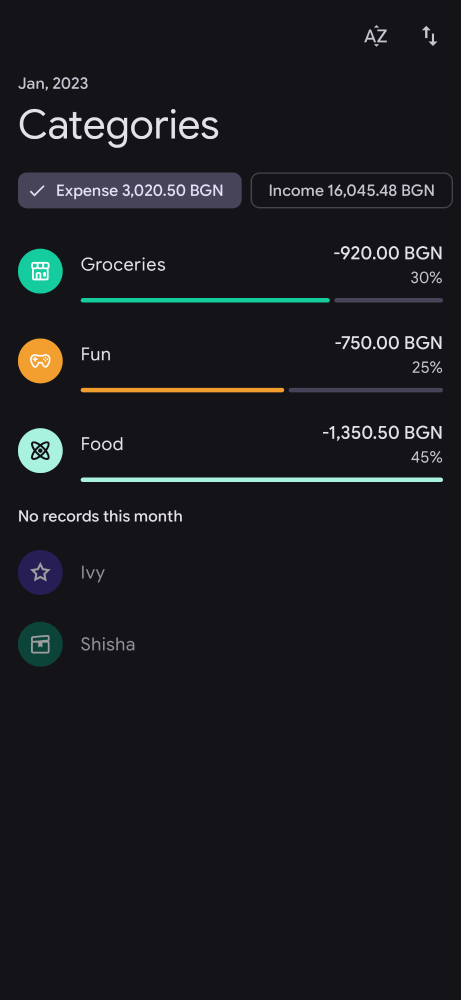 AZ
Jan, 2023
Categories
Expense 3,020.50 BGN
Income 16,045.48 BGN
Groceries
-920.00 BGN
30%
Fun
-750.00 BGN
25%
Food
-1,350.50 BGN
45%
No records this month
Ivy
Shisha